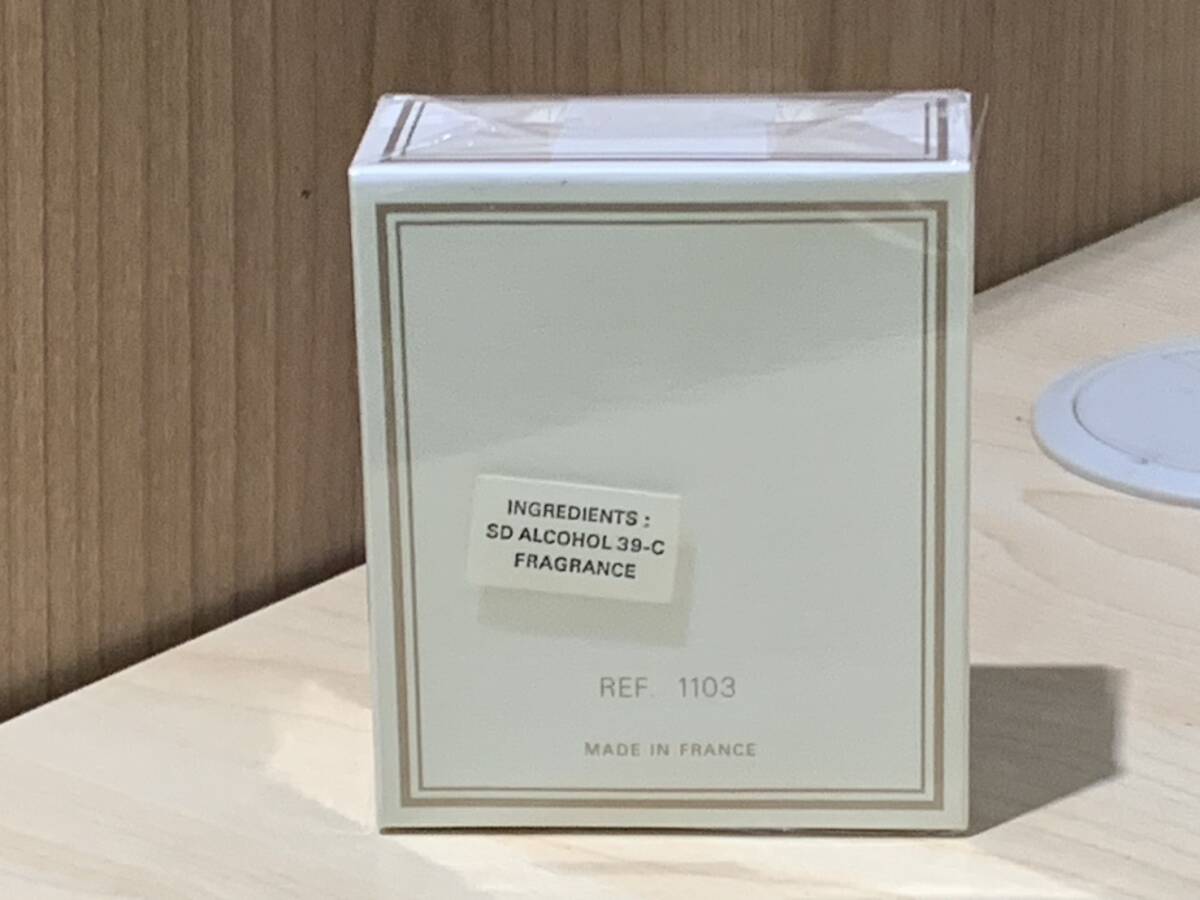 INGREDIENTS :
SD ALCOHOL 39-C
FRAGRANCE
REF. 1103
MADE IN FRANCE